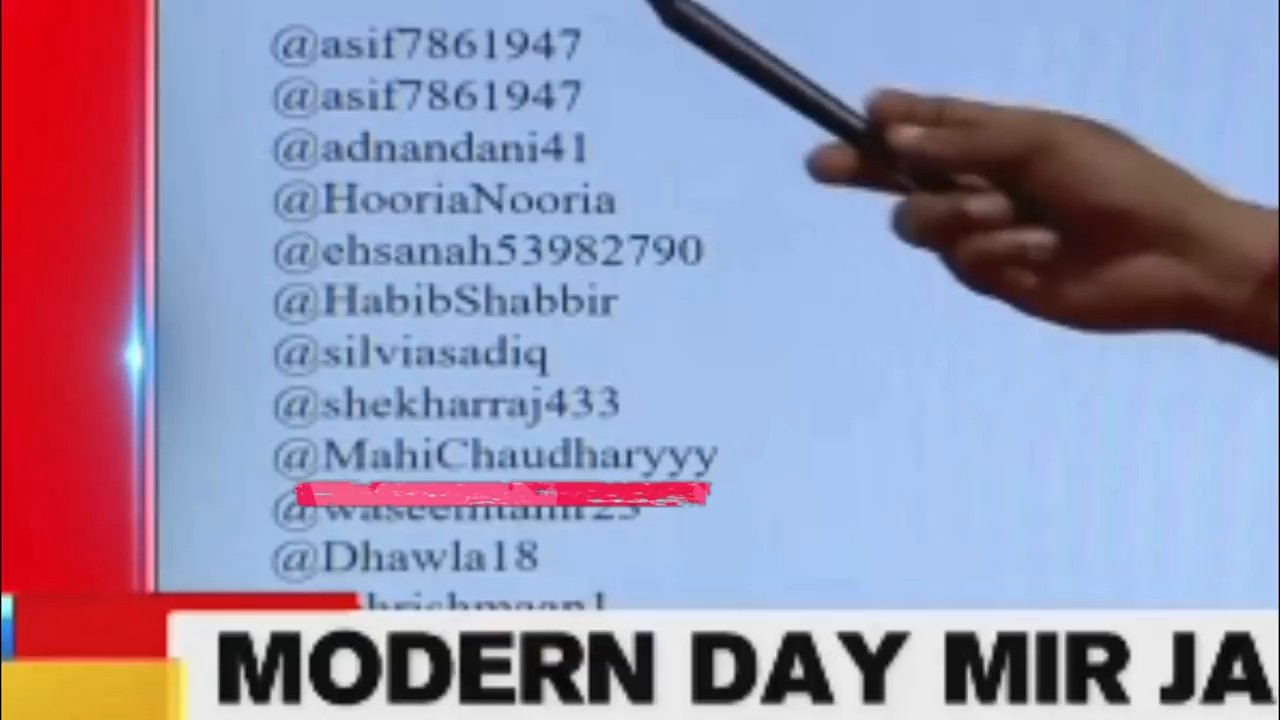 @asif7861947
@asif7861947
@adnandani41
@HooriaNooria
@ehsanah53982790
@HabibShabbir
@silviasadiq
@shekharraj433
@MahiChaudharyyy
@Dhawla18
MODERN DAY MIR JA